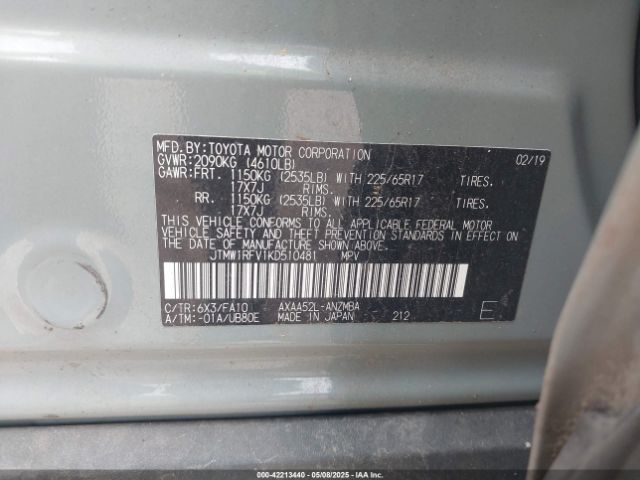 MFD.BY:TOYOTA MOTOR CORPORATION 02/19
GVWR:2090KG (4610LB)
GAWR:FRT. 1150KG (2535LB) WITH 225/65R17 TIRES.
17X7J RIMS.
RR. 1150KG (2535LB) WITH 225/65R17 TIRES.
17X7J RIMS.
THIS VEHICLE CONFORMS TO ALL APPLICABLE FEDERAL MOTOR
VEHICLE SAFETY AND THEFT PREVENTION STANDARDS IN EFFECT ON
THE DATE OF MANUFACTURE SHOWN ABOVE.
JTMW1RFV1KD510481 MPV
C/TR:6X3/FA10 AXAA52L-ANZMBA
A/TM:-01A/UB80E MADE IN JAPAN 212 E
000-42213440 - 05/08/2025 - IAAI.com